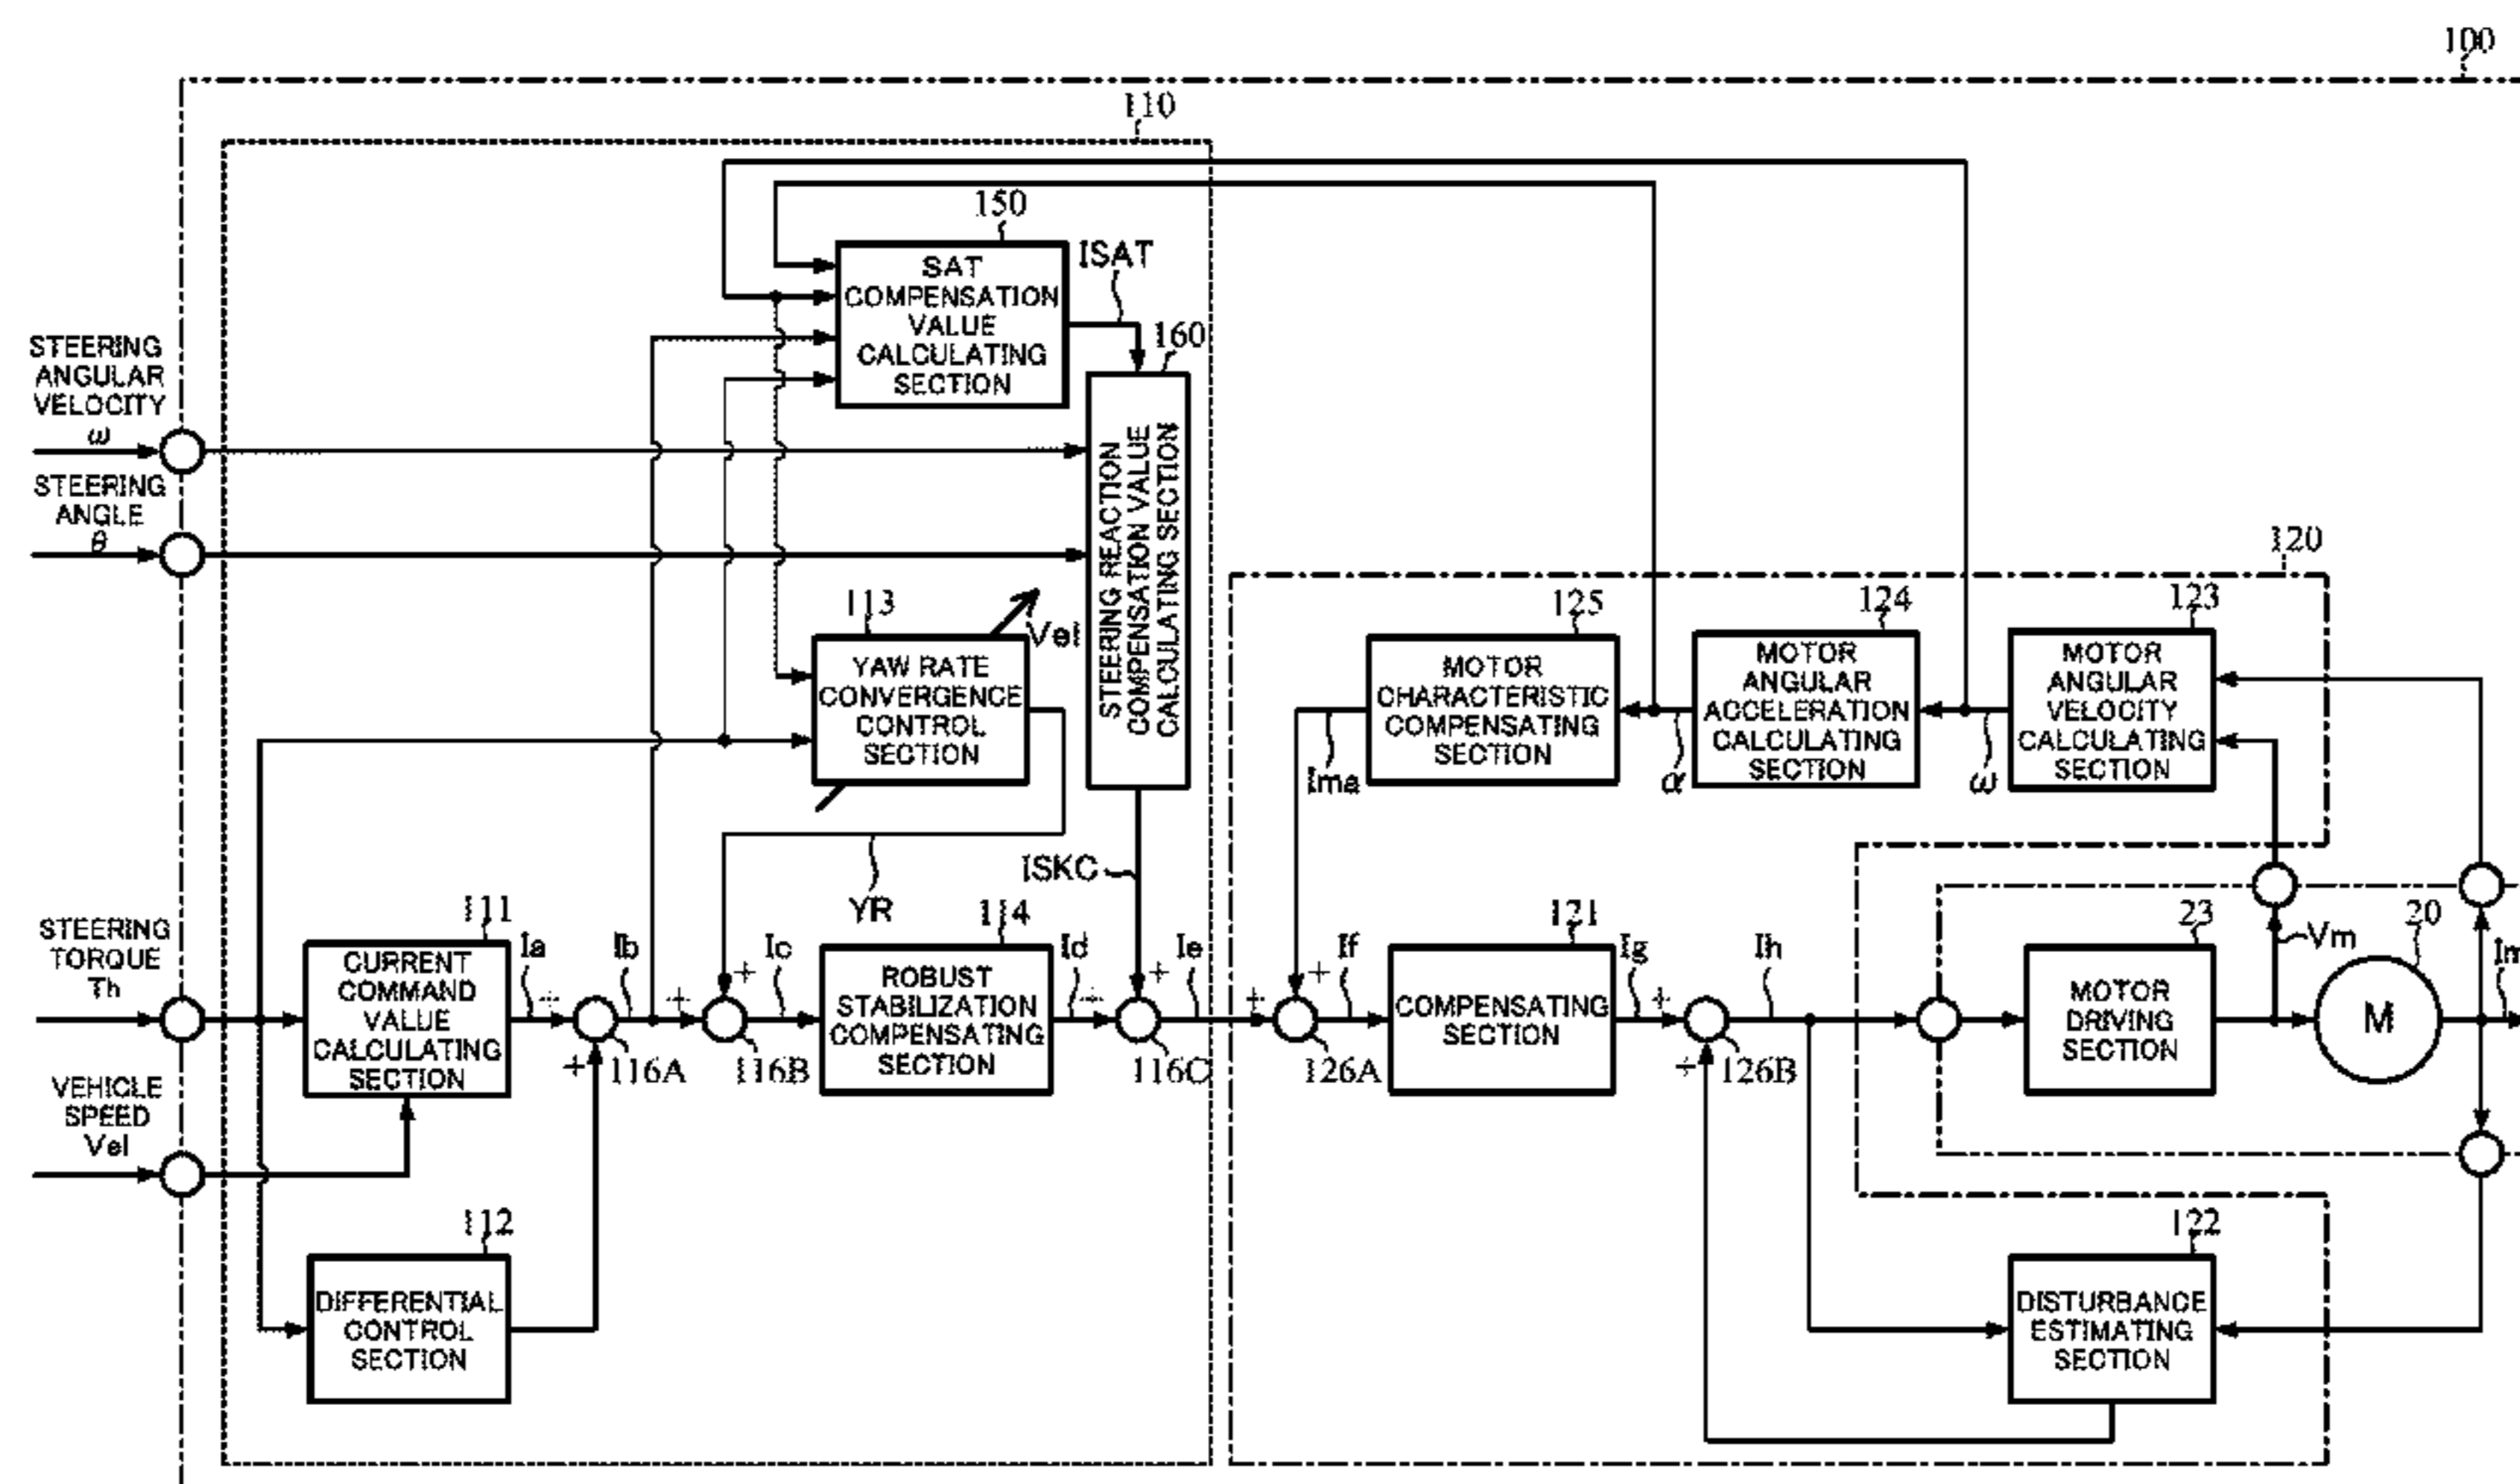 100
110
150
ISAT
SAT
COMPENSATION
VALUE
CALCULATING
SECTION
160
STEERING
ANGULAR
VELOCITY
ω
STEERING
ANGLE
θ
STEERING REACTION
COMPENSATION VALUE
CALCULATING SECTION
120
113
Vel
YAW RATE
CONVERGENCE
CONTROL
SECTION
125
MOTOR
CHARACTERISTIC
COMPENSATING
SECTION
124
MOTOR
ANGULAR
ACCELERATION
CALCULATING
SECTION
123
MOTOR
ANGULAR
VELOCITY
CALCULATING
SECTION
Ima
α
ω
ISKC
YR
STEERING
TORQUE
Th
111
CURRENT
COMMAND
VALUE
CALCULATING
SECTION
Ia
+
+
116A
Ib
+
+
116B
Ic
114
ROBUST
STABILIZATION
COMPENSATING
SECTION
Id
+
+
116C
Ie
+
+
126A
If
121
COMPENSATING
SECTION
Ig
+
+
126B
Ih
23
MOTOR
DRIVING
SECTION
Vm
20
M
Im
VEHICLE
SPEED
Vel
112
DIFFERENTIAL
CONTROL
SECTION
122
DISTURBANCE
ESTIMATING
SECTION